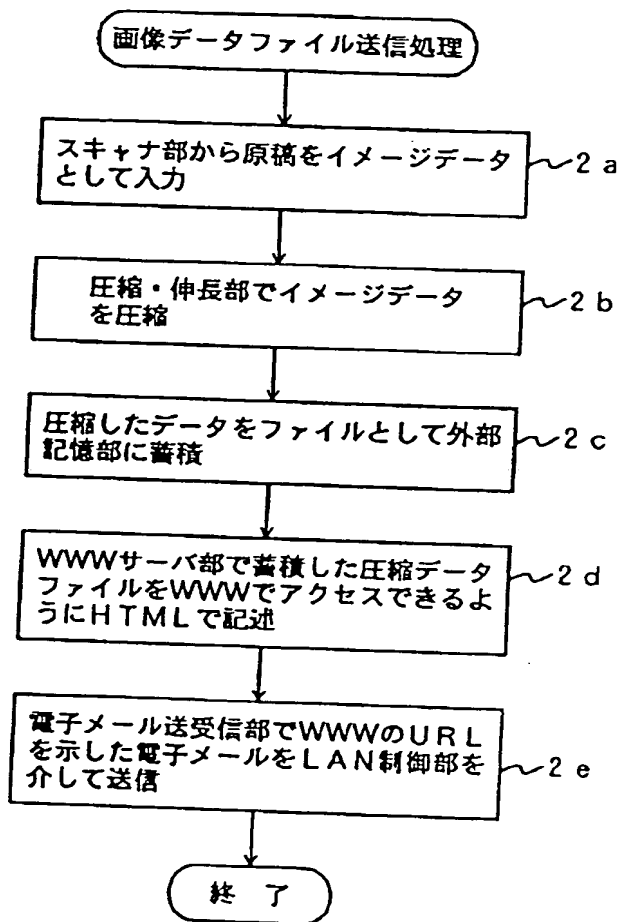 画像データファイル送信処理
スキャナ部から原稿をイメージデータ
として入力
2a
圧縮・伸長部でイメージデータ
を圧縮
2b
圧縮したデータをファイルとして外部
記憶部に蓄積
2c
WWWサーバ部で蓄積した圧縮データ
ファイルをWWWでアクセスできるよ
うにHTMLで記述
2d
電子メール送受信部でWWWのURL
を示した電子メールをLAN制御部を
介して送信
2e
終 了